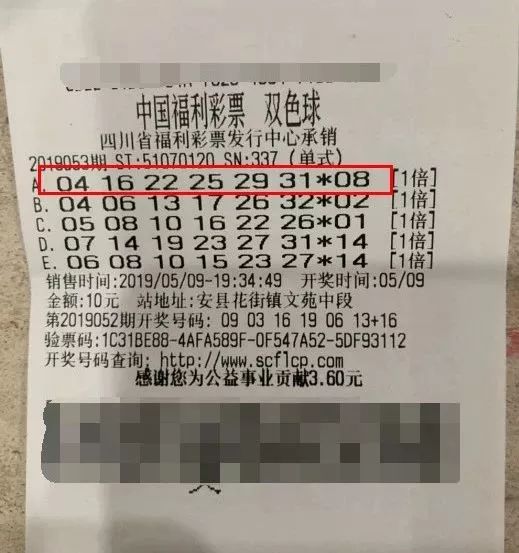 中国福利彩票 双色球
四川省福利彩票发行中心承销
2019053期 ST:51070120 SN:337 (单式)
A. 04 16 22 25 29 31*08 [1倍]
B. 04 06 13 17 26 32*02 [1倍]
C. 05 08 10 16 22 26*01 [1倍]
D. 07 14 19 23 27 31*14 [1倍]
E. 06 08 10 15 23 27*14 [1倍]
销售时间:2019/05/09-19:34:49 开奖时间:05/09
金额:10元 站地址:安县花街镇文苑中段
第2019052期开奖号码: 09 03 16 19 06 13+16
验票码:1C31BE88-4AFA589F-0F547A52-5DF93112
开奖号码查询: http://www.scflcp.com
感谢您为公益事业贡献3.60元